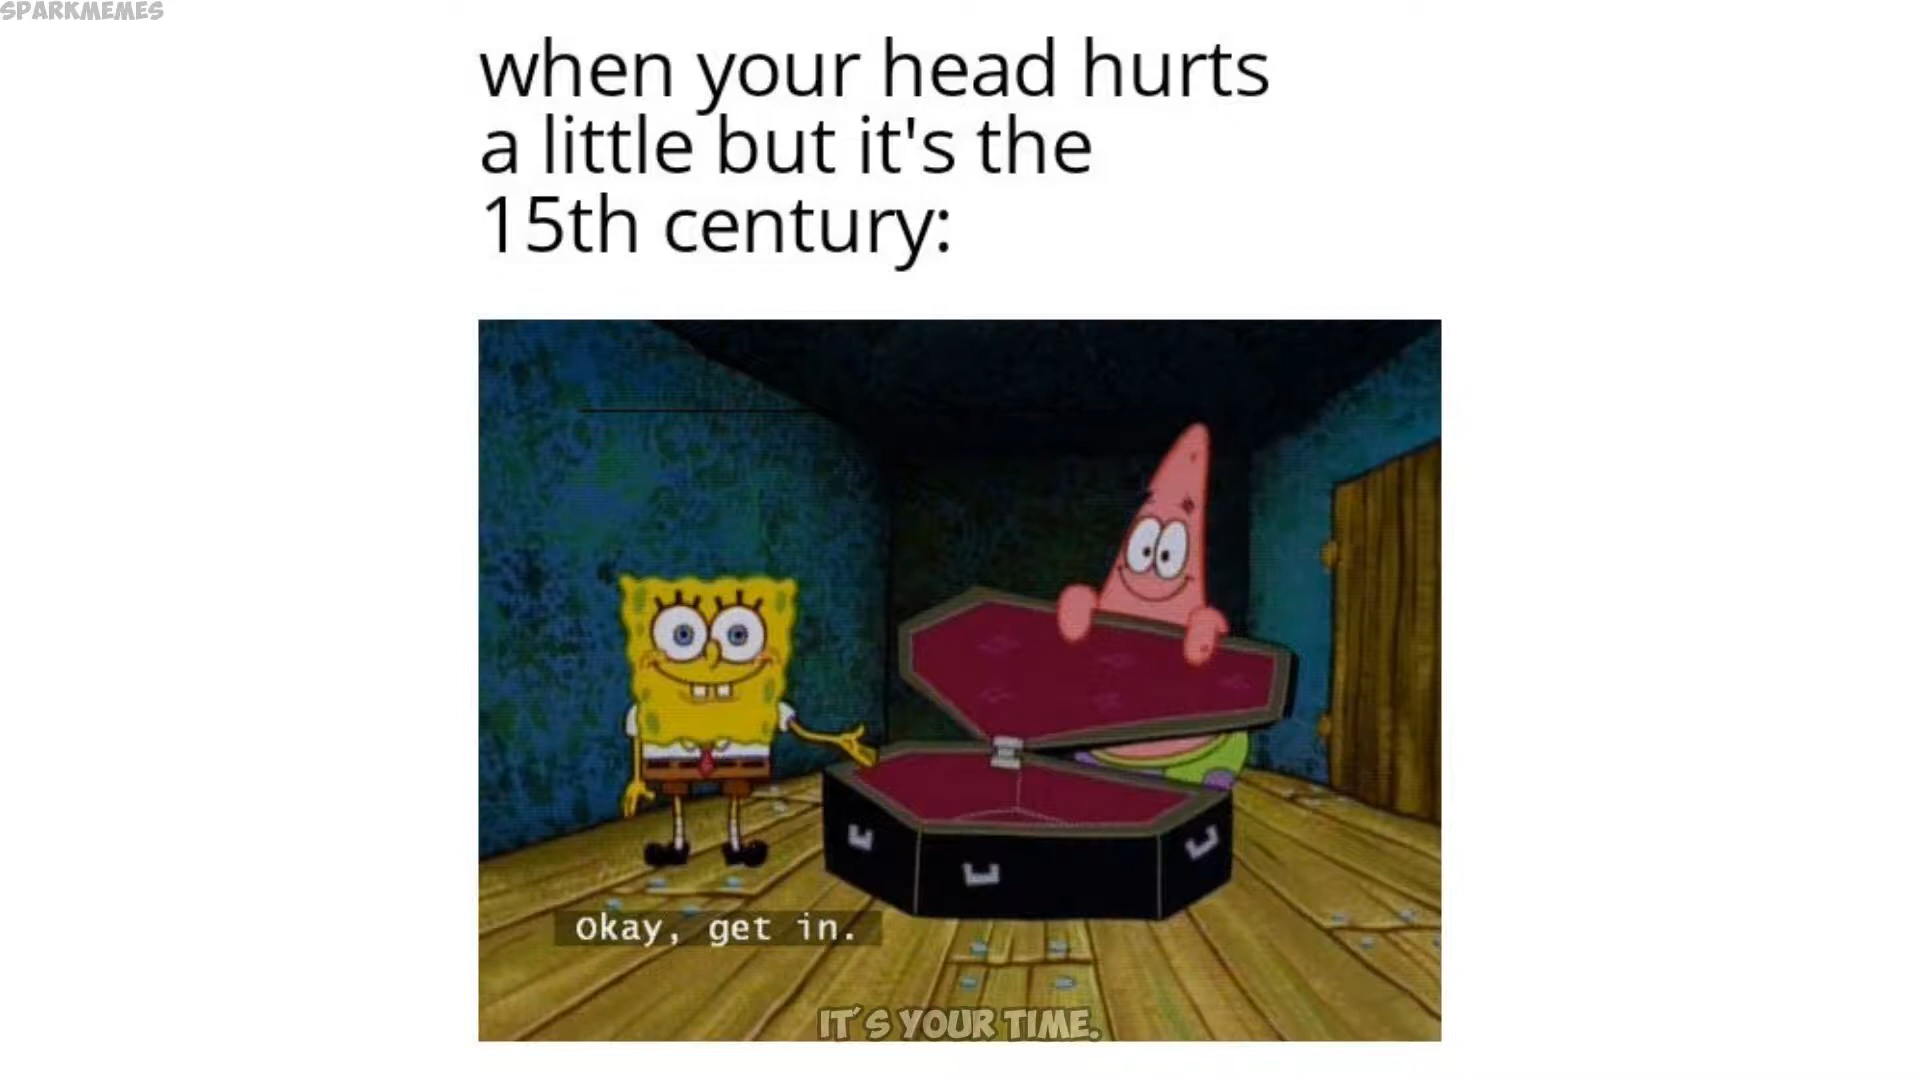 SPARKMEMES
when your head hurts
a little but it's the
15th century:
Okay, get in.
IT'S YOUR TIME.